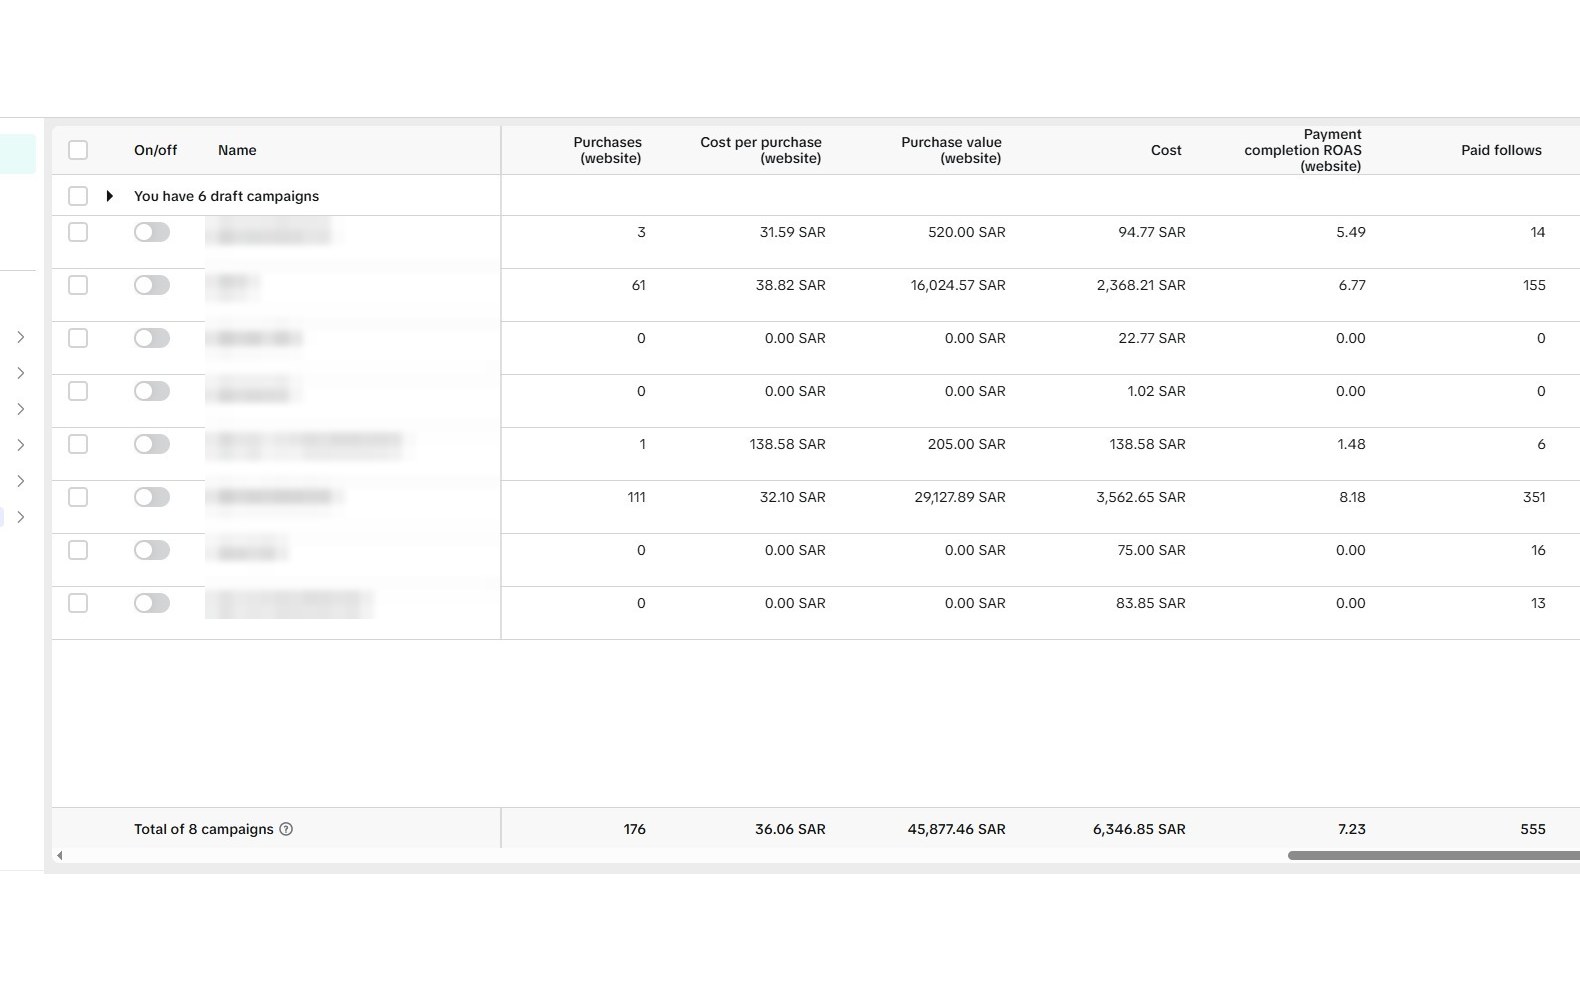 On/off Name Purchases (website) Cost per purchase (website) Purchase value (website) Cost Payment completion ROAS (website) Paid follows
You have 6 draft campaigns
3 31.59 SAR 520.00 SAR 94.77 SAR 5.49 14
61 38.82 SAR 16,024.57 SAR 2,368.21 SAR 6.77 155
0 0.00 SAR 0.00 SAR 22.77 SAR 0.00 0
0 0.00 SAR 0.00 SAR 1.02 SAR 0.00 0
1 138.58 SAR 205.00 SAR 138.58 SAR 1.48 6
111 32.10 SAR 29,127.89 SAR 3,562.65 SAR 8.18 351
0 0.00 SAR 0.00 SAR 75.00 SAR 0.00 16
0 0.00 SAR 0.00 SAR 83.85 SAR 0.00 13
Total of 8 campaigns 176 36.06 SAR 45,877.46 SAR 6,346.85 SAR 7.23 555